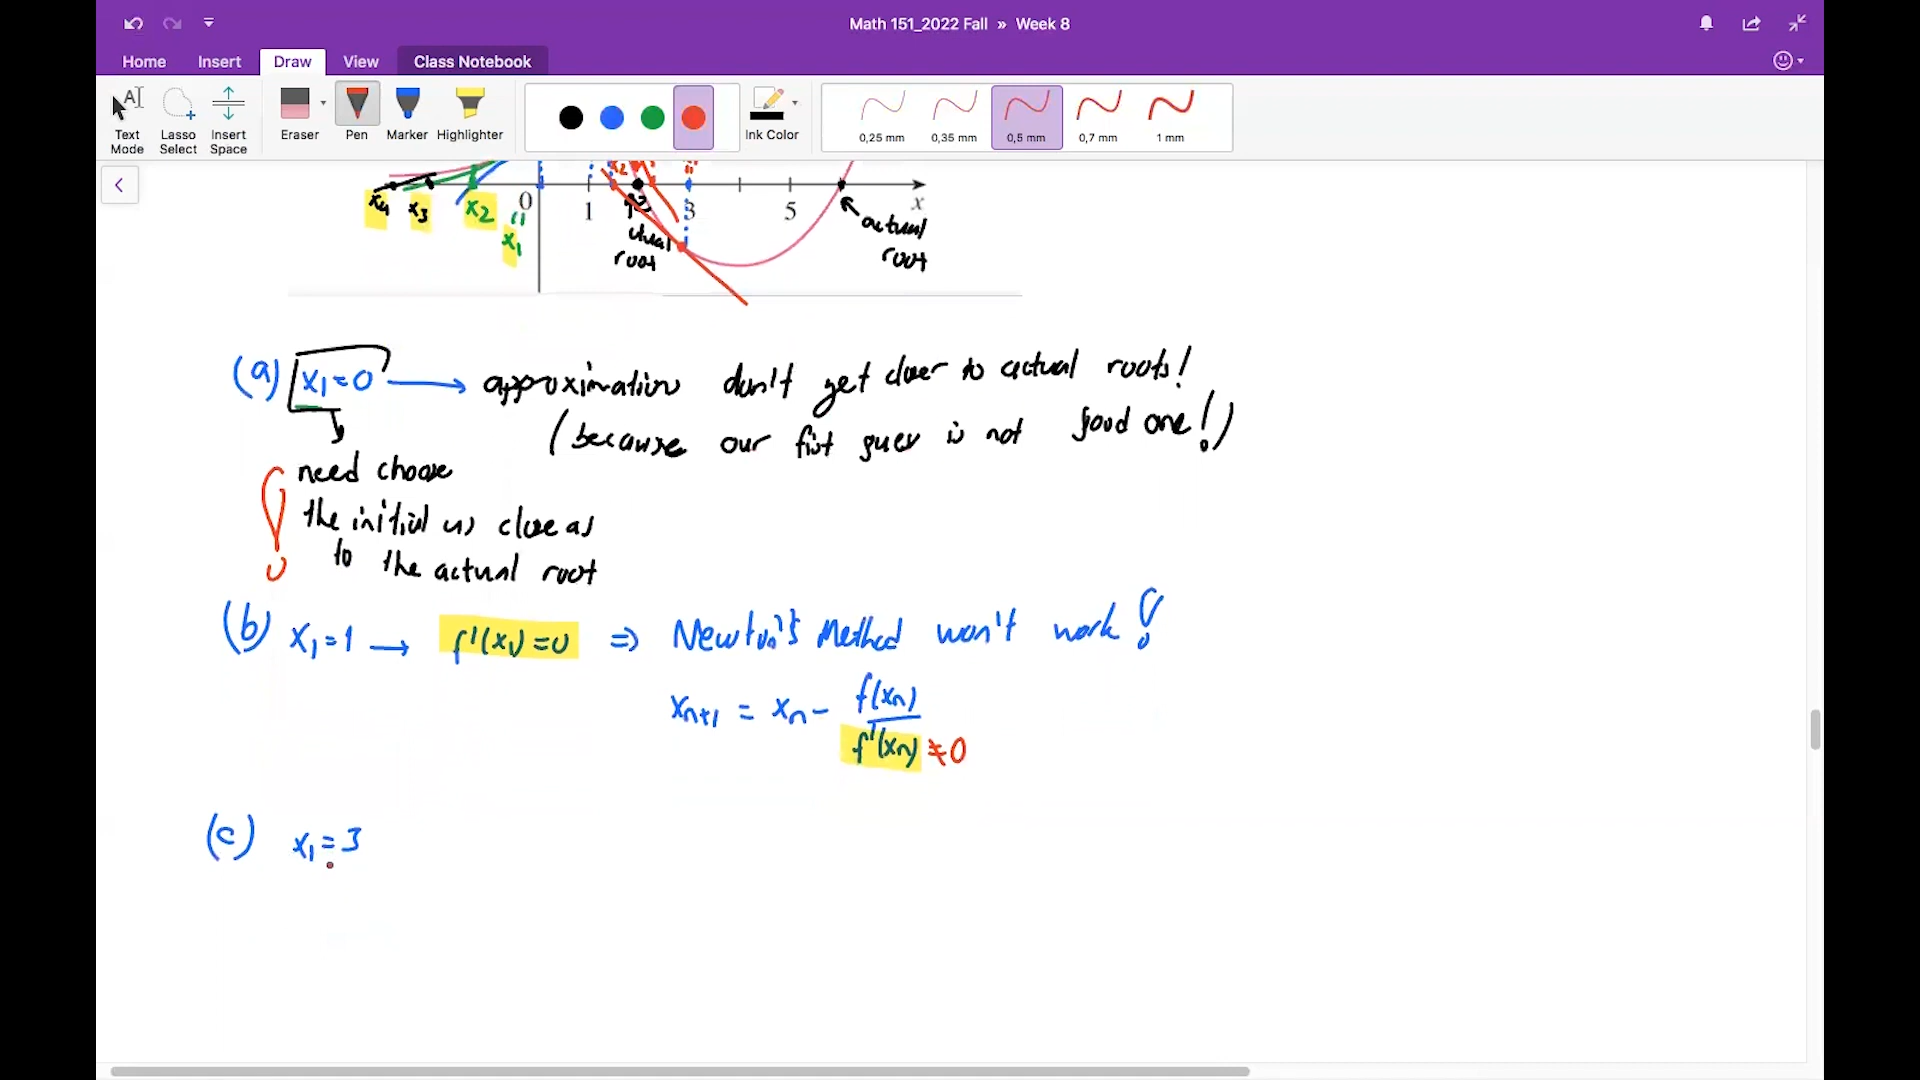 Math 151_2022 Fall » Week 8
Home Insert Draw View Class Notebook
Text Mode
Lasso Select
Insert Space
Eraser
Pen
Marker
Highlighter
Ink Color
0,25 mm
0,35 mm
0,5 mm
0,7 mm
1 mm
x4 x3 x2 0 1 3 5 x
"
x1
x2
root
actual
root
(a) x1=0 → approximation don't get closer to actual roots!
(because our fist guess is not good one!)
need choose
the initial as close as
to the actual root
(b) x1=1 → f'(x1)=0 ⇒ Newton's Method won't work!
xn+1 = xn - f(xn)
f'(xn) ≠0
(c) x1=3